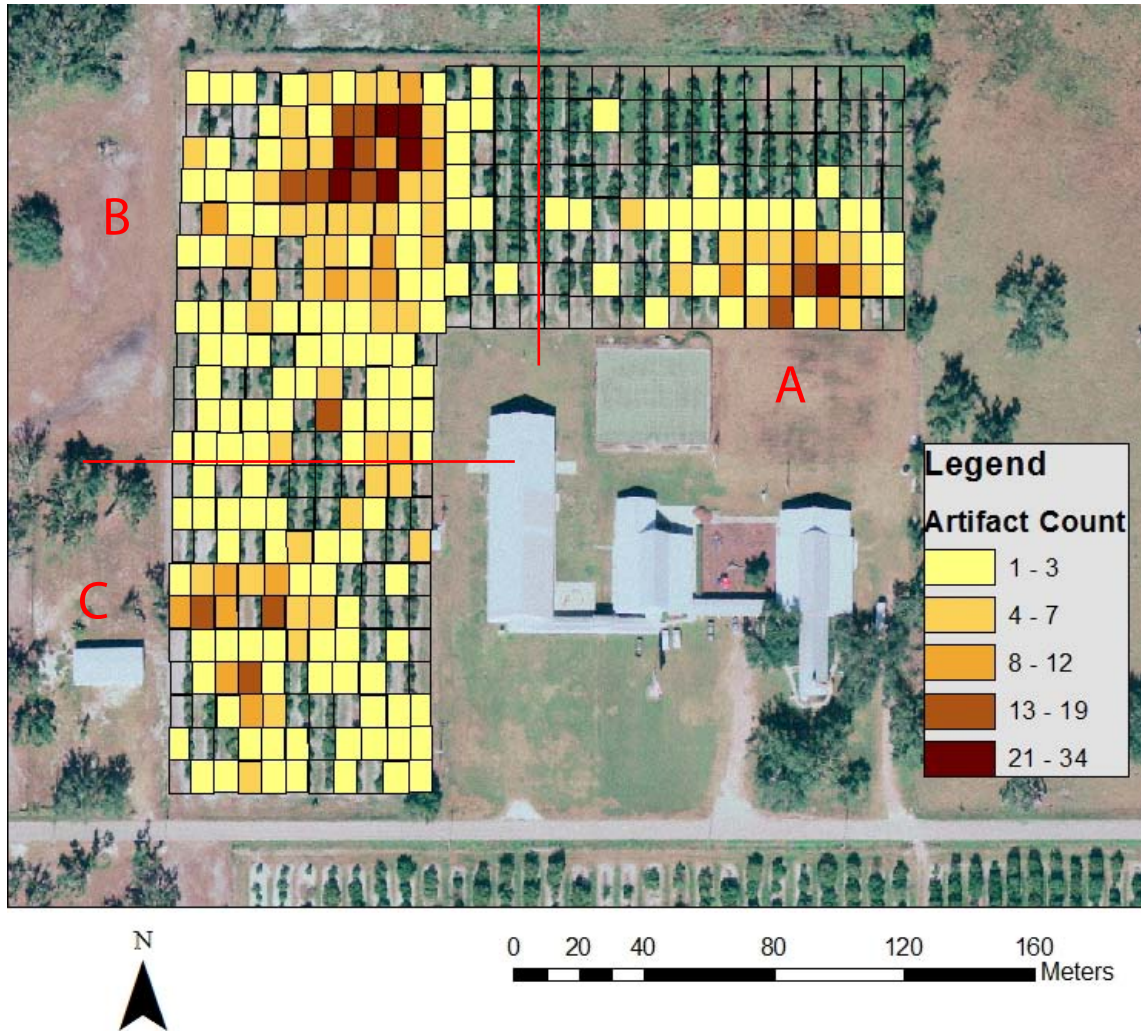 B
A
C
Legend
Artifact Count
1 - 3
4 - 7
8 - 12
13 - 19
21 - 34
N
0 20 40 80 120 160
Meters